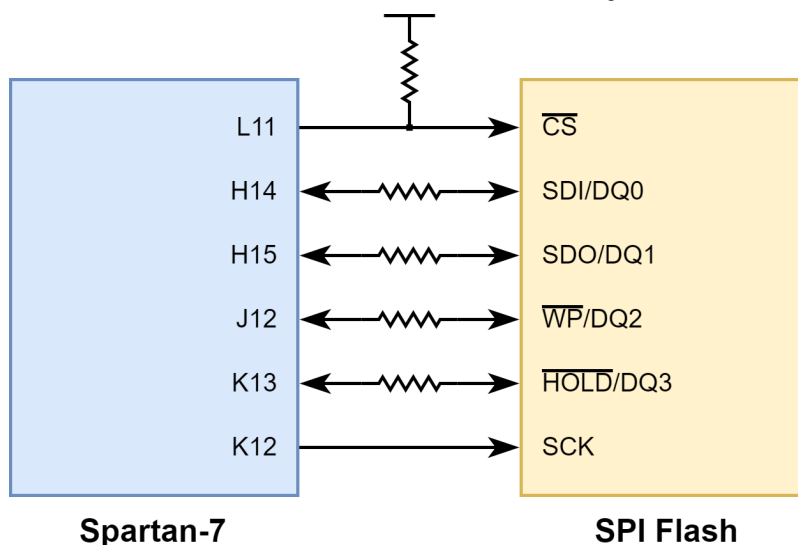 L11 CS
H14 SDI/DQ0
H15 SDO/DQ1
J12 WP/DQ2
K13 HOLD/DQ3
K12 SCK
Spartan-7 SPI Flash